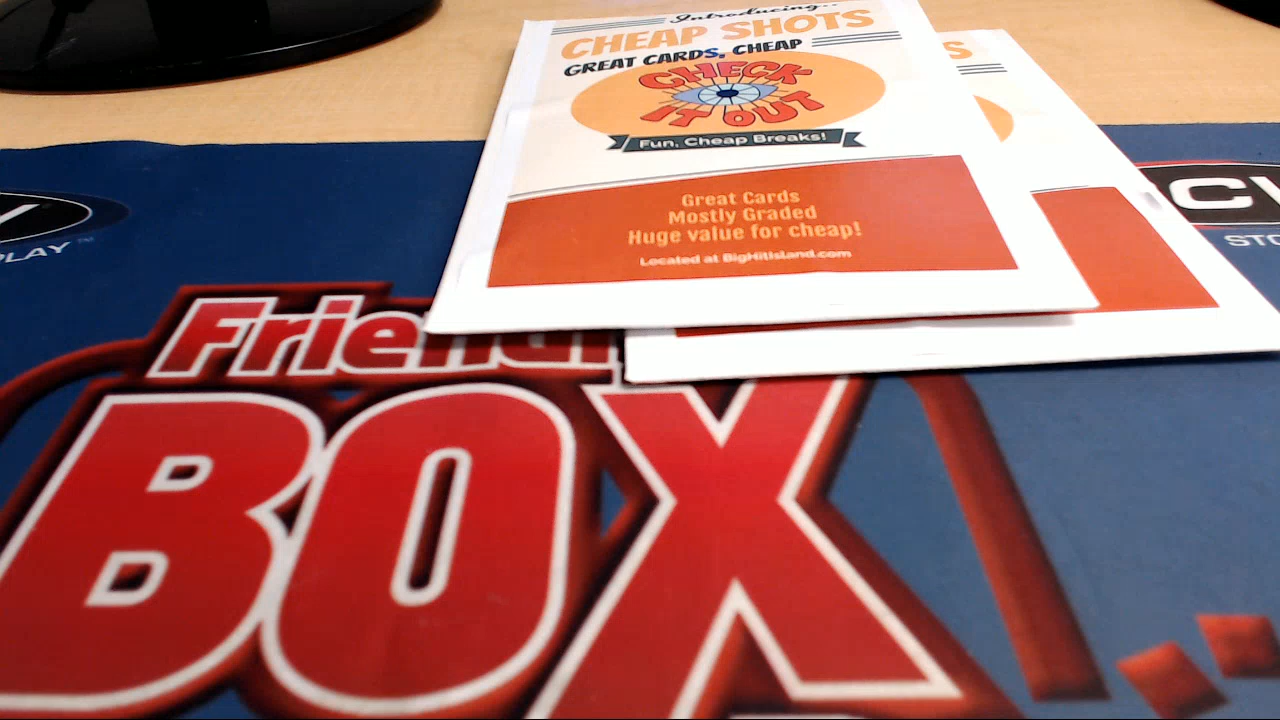 Introducing...
CHEAP SHOTS
GREAT CARDS, CHEAP
CHECK
IT OUT
Fun, Cheap Breaks!
Great Cards
Mostly Graded
Huge value for cheap!
Located at BigHitIsland.com
S
PLAY™
BOX